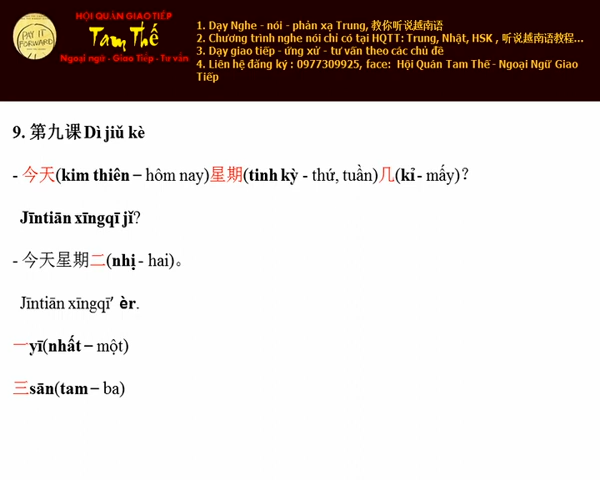 PAY IT FORWARD
HỘI QUÁN GIAO TIẾP
Tam Thế
Ngoại ngữ - Giao Tiếp - Tư vấn
1. Dạy Nghe - nói - phản xạ Trung, 教你听说越南语
2. Chương trình nghe nói chỉ có tại HQTT: Trung, Nhật, HSK , 听说越南语教程...
3. Dạy giao tiếp - ứng xử - tư vấn theo các chủ đề
4. Liên hệ đăng ký : 0977309925, face: Hội Quán Tam Thế - Ngoại Ngữ Giao
Tiếp
9. 第九课 Dì jiǔ kè
- 今天(kim thiên – hôm nay)星期(tinh kỳ - thứ, tuần)几(kỉ- mấy)?
Jīntiān xīngqī jǐ?
- 今天星期二(nhị - hai)。
Jīntiān xīngqī’ èr.
一yī(nhất – một)
三sān(tam – ba)